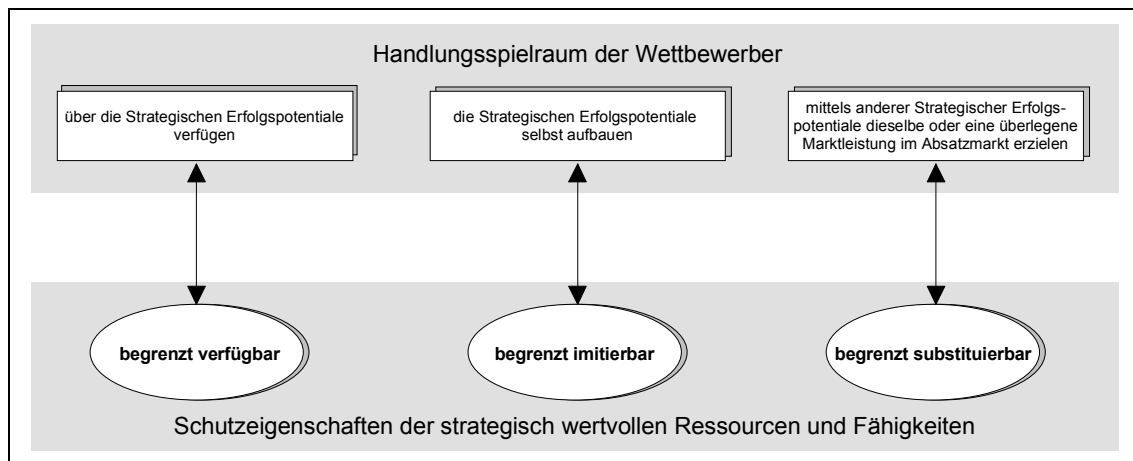 Handlungsspielraum der Wettbewerber
über die Strategischen Erfolgspotentiale
verfügen
die Strategischen Erfolgspotentiale
selbst aufbauen
mittels anderer Strategischer Erfolgs-
potentiale dieselbe oder eine überlegene
Marktleistung im Absatzmarkt erzielen
begrenzt verfügbar
begrenzt imitierbar
begrenzt substituierbar
Schutzeigenschaften der strategisch wertvollen Ressourcen und Fähigkeiten